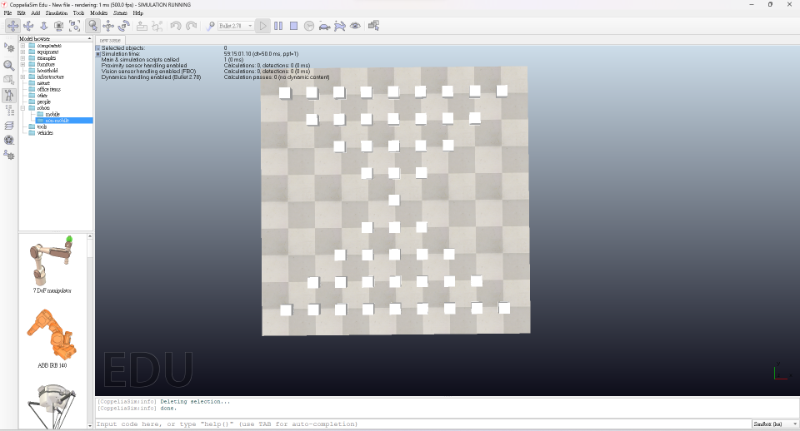 CoppeliaSim Edu - New file - rendering: 1 ms (500.0 fps) - SIMULATION RUNNING
File Edit Add Simulation Tools Modules Scenes Help
Bullet 2.78
Model browser
new scene
components
equipment
examples
furniture
household
infrastructure
nature
office items
other
people
robots
mobile
non-mobile
tools
vehicles
Selected objects: 0
Simulation time: 59:15:01.10 (dt=50.0 ms, ppf=1)
Main & simulation scripts called 1 (0 ms)
Proximity sensor handling enabled Calculations: 0, detections: 0 (0 ms)
Vision sensor handling enabled (FBO) Calculations: 0, detections: 0 (0 ms)
Dynamics handling enabled (Bullet 2.78) Calculation passes: 0 (no dynamic content)
7 DoF manipulator
ABB IRB 140
EDU
[CoppeliaSim:info] Deleting selection...
[CoppeliaSim:info] done.
Input code here, or type "help()" (use TAB for auto-completion)
Sandbox (lua)